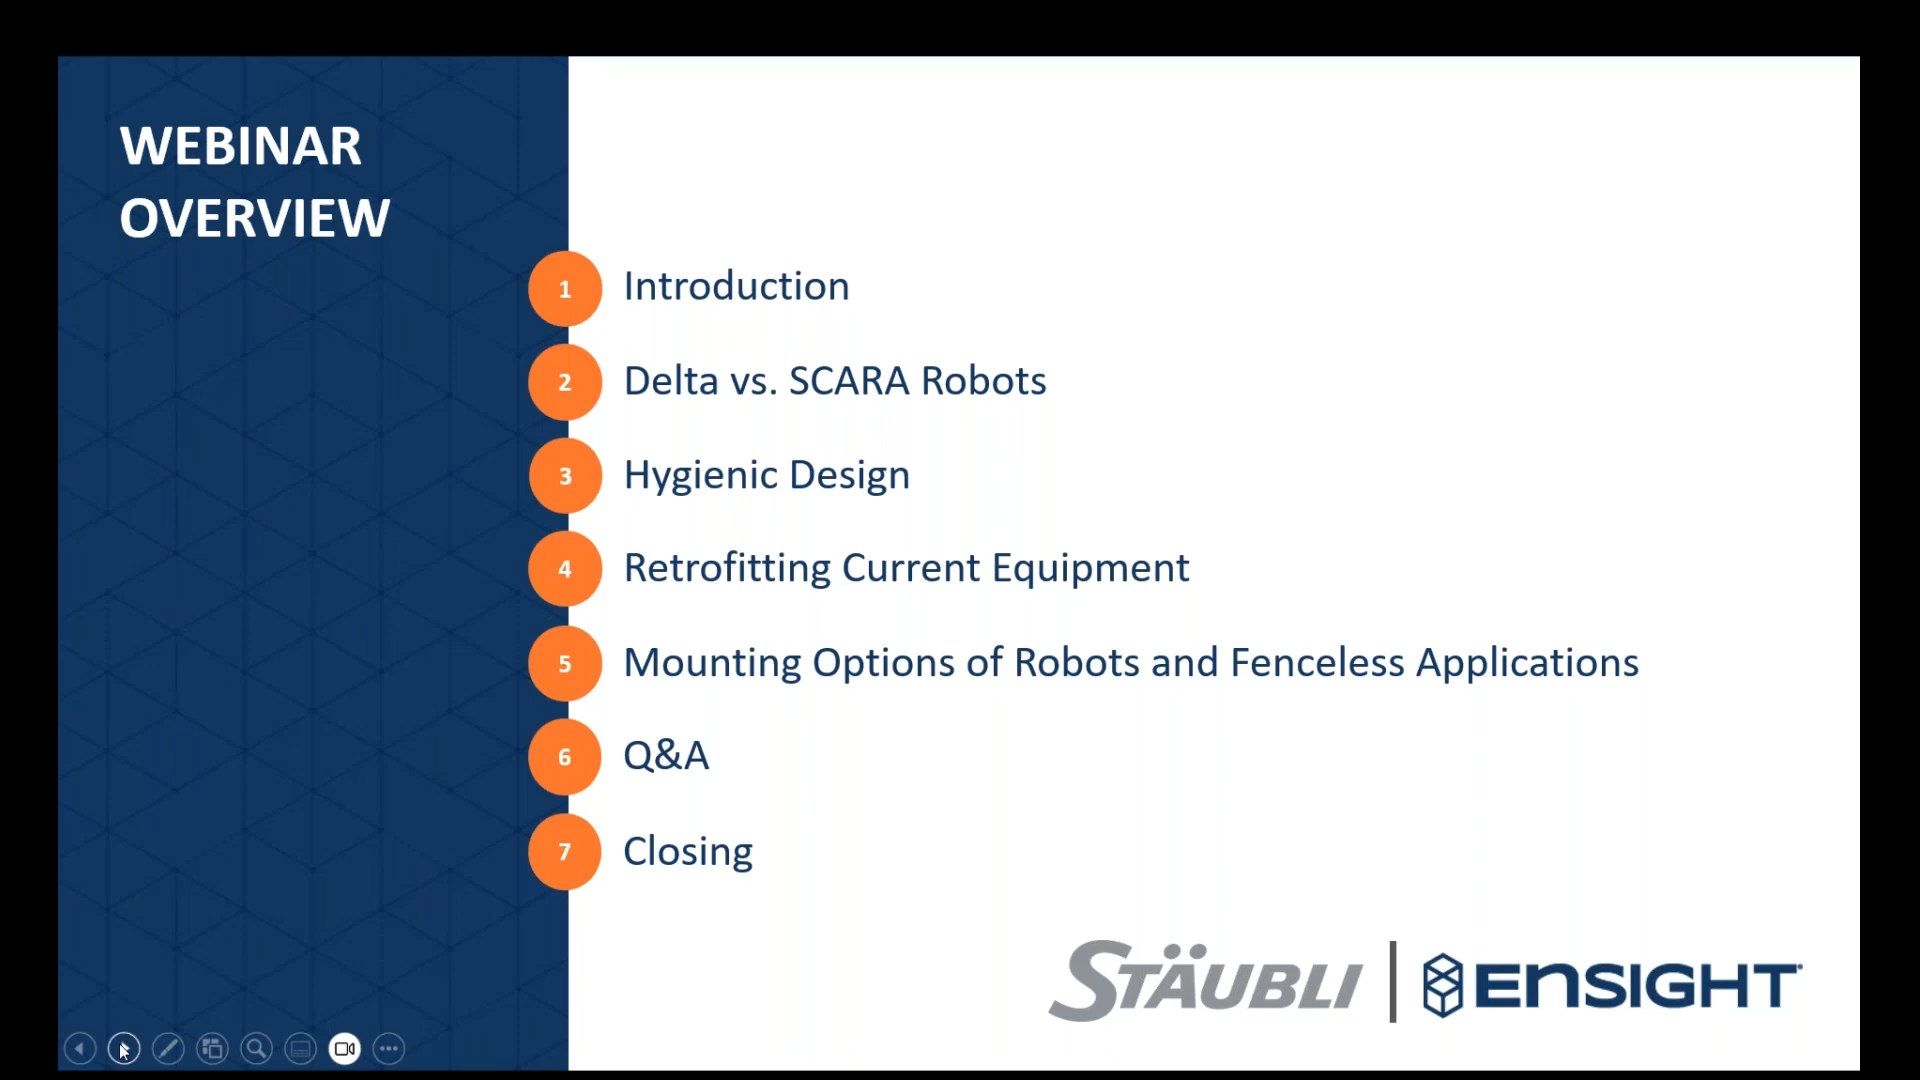 WEBINAR
OVERVIEW
1 Introduction
2 Delta vs. SCARA Robots
3 Hygienic Design
4 Retrofitting Current Equipment
5 Mounting Options of Robots and Fenceless Applications
6 Q&A
7 Closing
STÄUBLI | ENSIGHT